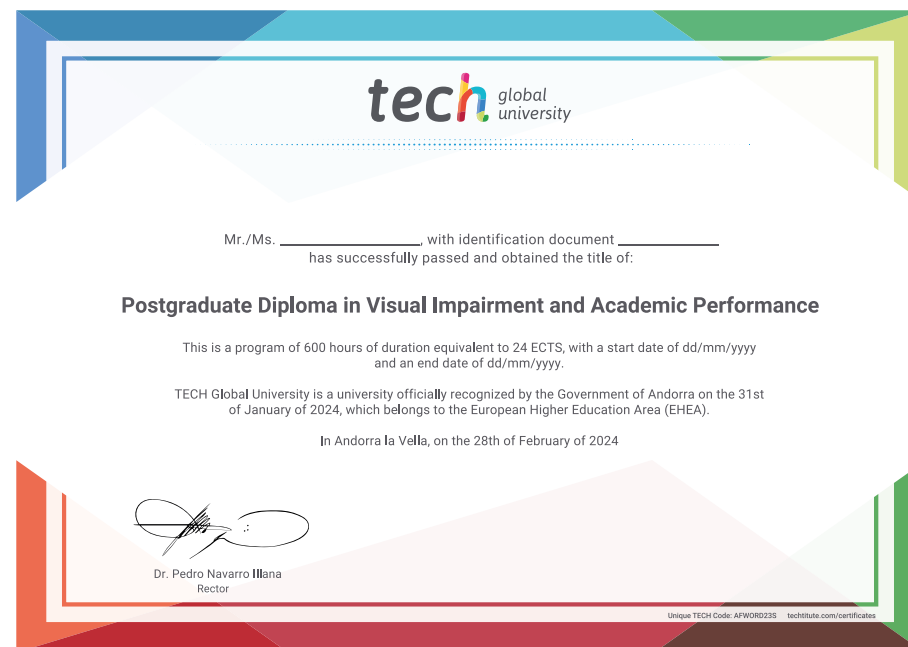 tech global
university
Mr./Ms. ____________________, with identification document ______________
has successfully passed and obtained the title of:
Postgraduate Diploma in Visual Impairment and Academic Performance
This is a program of 600 hours of duration equivalent to 24 ECTS, with a start date of dd/mm/yyyy
and an end date of dd/mm/yyyy.
TECH Global University is a university officially recognized by the Government of Andorra on the 31st
of January of 2024, which belongs to the European Higher Education Area (EHEA).
In Andorra la Vella, on the 28th of February of 2024
Dr. Pedro Navarro Illana
Rector
Unique TECH Code: AFWORD23S techtitute.com/certificates